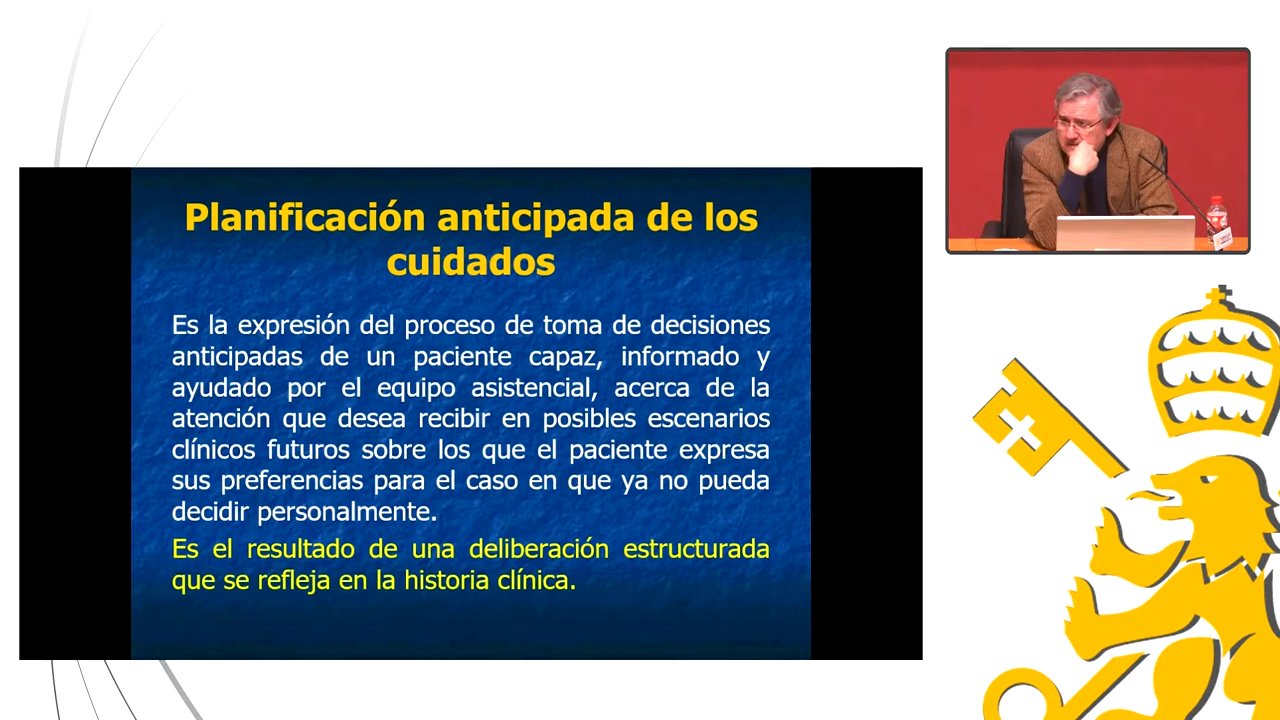 Planificación anticipada de los
cuidados
Es la expresión del proceso de toma de decisiones
anticipadas de un paciente capaz, informado y
ayudado por el equipo asistencial, acerca de la
atención que desea recibir en posibles escenarios
clínicos futuros sobre los que el paciente expresa
sus preferencias para el caso en que ya no pueda
decidir personalmente.
Es el resultado de una deliberación estructurada
que se refleja en la historia clínica.